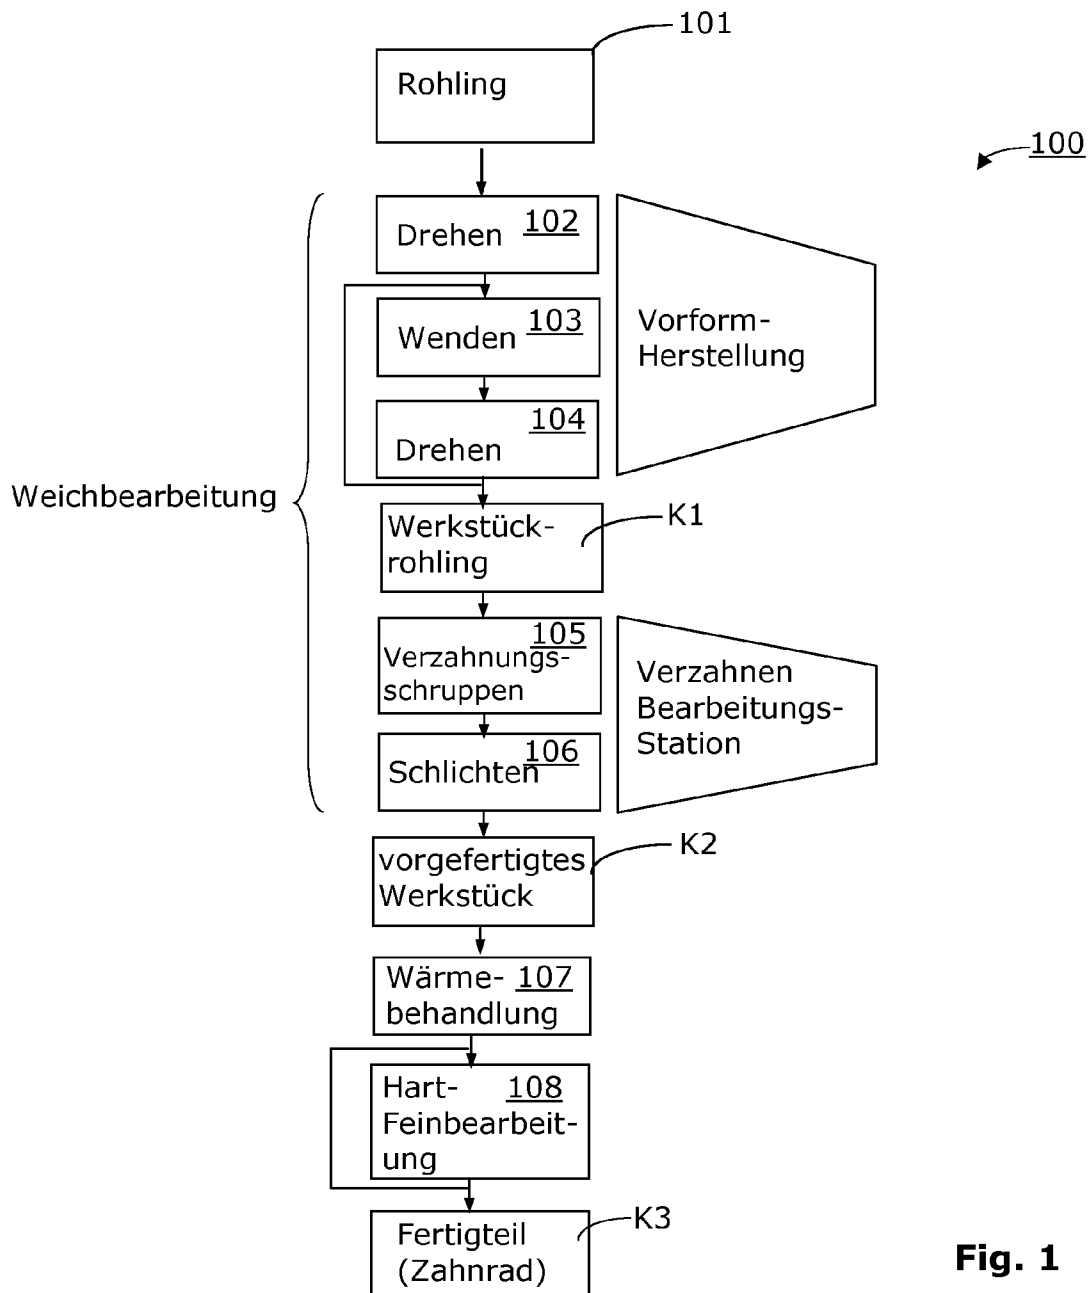 101
Rohling
100
102
Drehen
103
Wenden
Vorform-
Herstellung
104
Drehen
Weichbearbeitung
K1
Werkstück-
rohling
105
Verzahnungs-
schruppen
Verzahnen
Bearbeitungs-
Station
106
Schlichten
K2
vorgefertigtes
Werkstück
Wärme- 107
behandlung
Hart- 108
Feinbearbeit-
ung
K3
Fertigteil
(Zahnrad)
Fig. 1